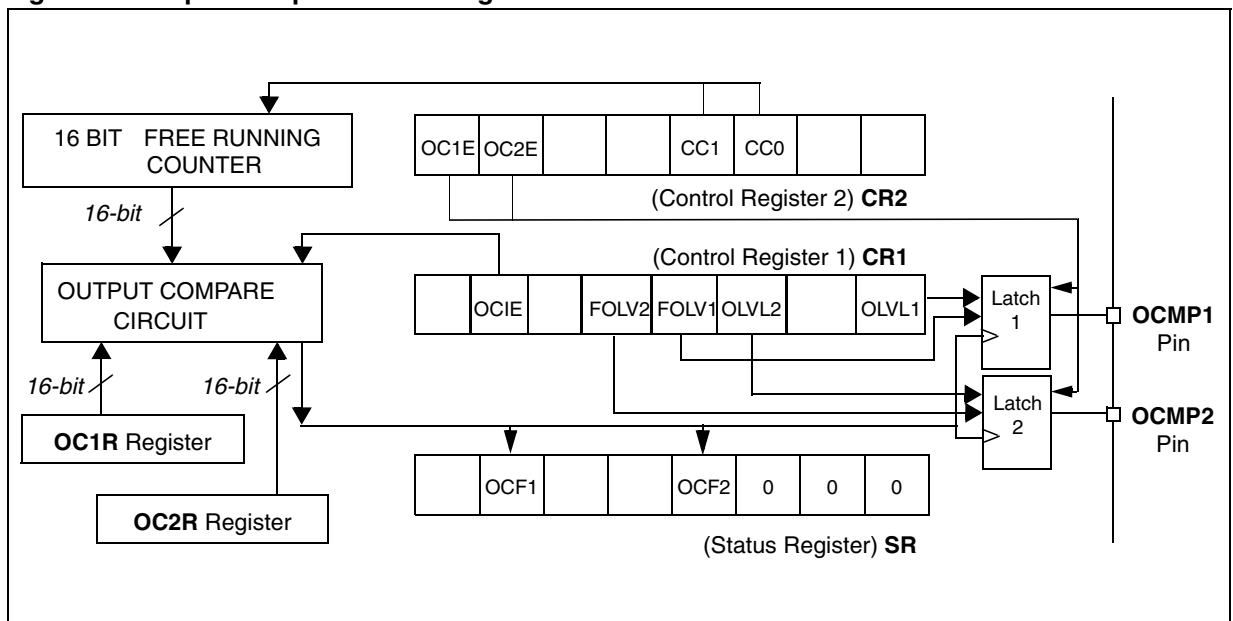 16 BIT FREE RUNNING
COUNTER
16-bit
OUTPUT COMPARE
CIRCUIT
16-bit
16-bit
OC1R Register
OC2R Register
OC1E OC2E CC1 CC0
(Control Register 2) CR2
(Control Register 1) CR1
OCIE FOLV2 FOLV1 OLVL2 OLVL1
OCF1 OCF2 0 0 0
(Status Register) SR
Latch
1
Latch
2
OCMP1
Pin
OCMP2
Pin